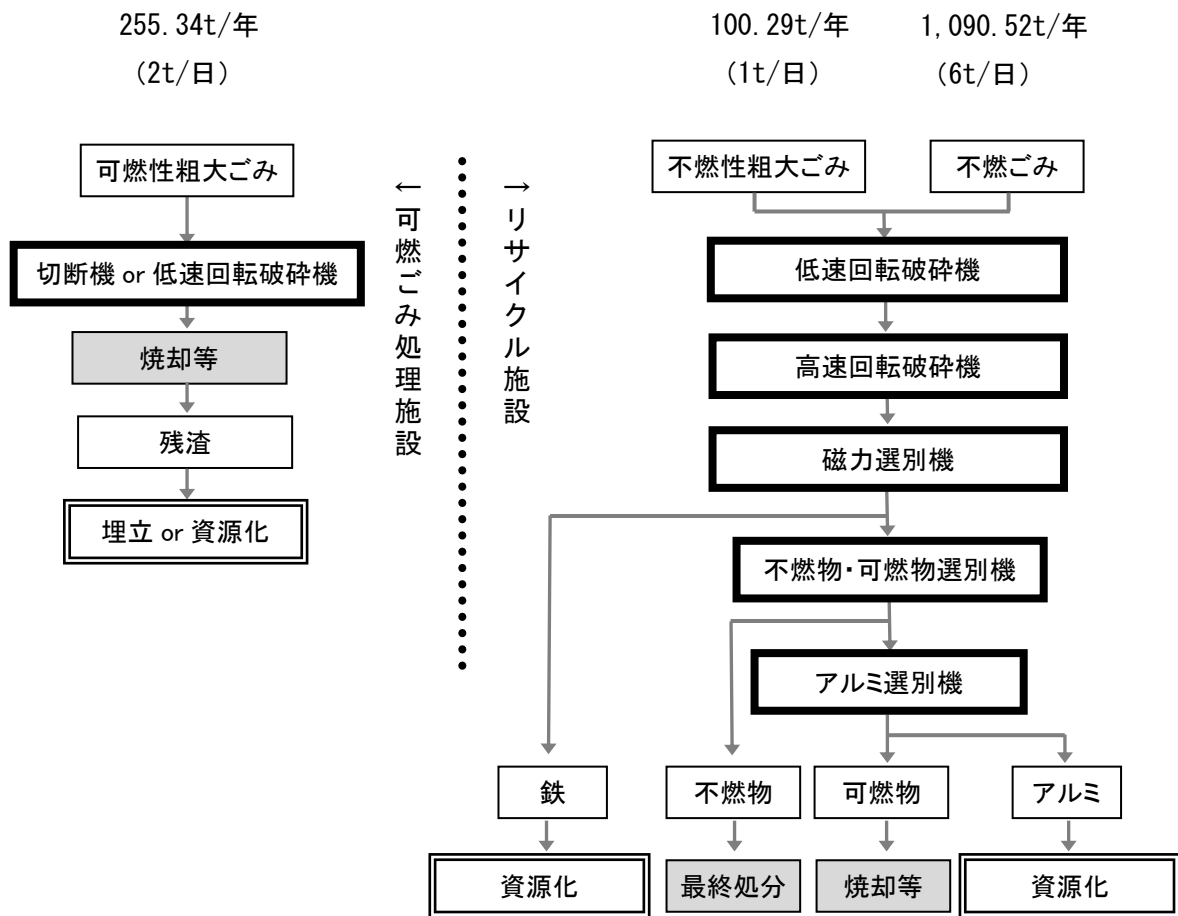 255.34t/年
(2t/日)
100.29t/年
(1t/日)
1,090.52t/年
(6t/日)
可燃性粗大ごみ
切断機 or 低速回転破砕機
焼却等
残渣
埋立 or 資源化
←可燃ごみ処理施設
→リサイクル施設
不燃性粗大ごみ
不燃ごみ
低速回転破砕機
高速回転破砕機
磁力選別機
不燃物・可燃物選別機
アルミ選別機
鉄
不燃物
可燃物
アルミ
資源化
最終処分
焼却等
資源化